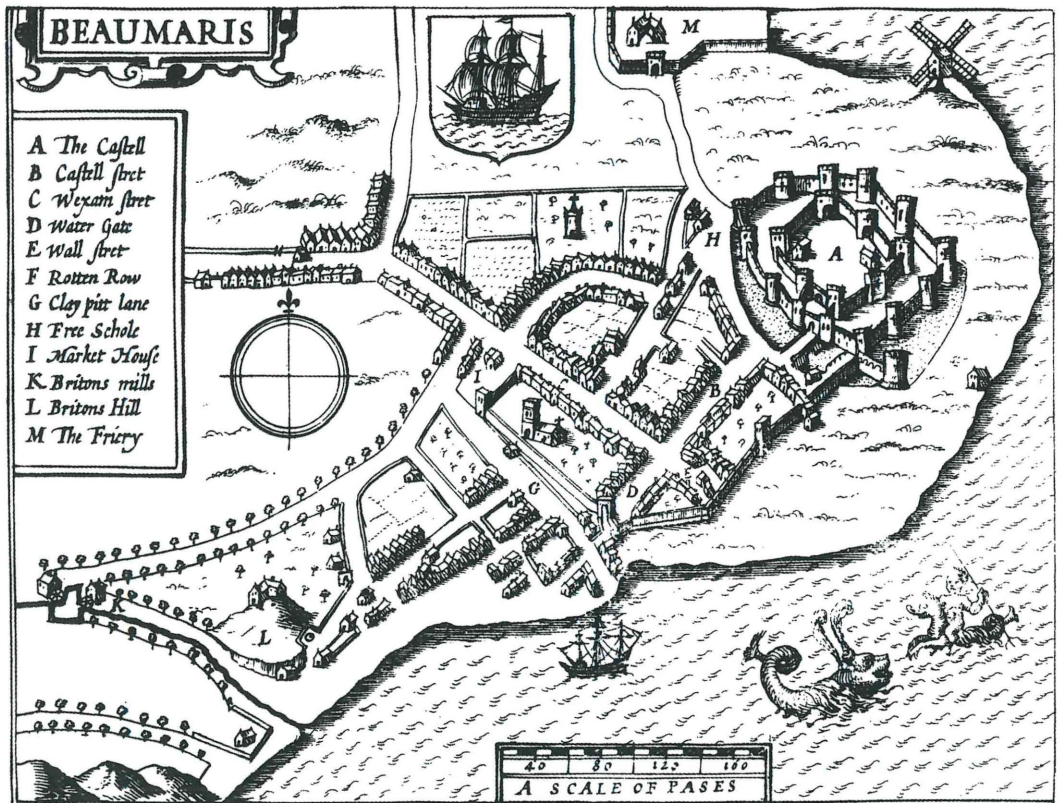 BEAUMARIS
A The Castell
B Castell stret
C Wexam stret
D Water Gate
E Wall stret
F Rotten Row
G Clay pitt lane
H Free Schole
I Market House
K Britons mills
L Britons Hill
M The Friery
M
H
A
I
C
B
D
E
G
K
L
40 80 120 160
A SCALE OF PASES